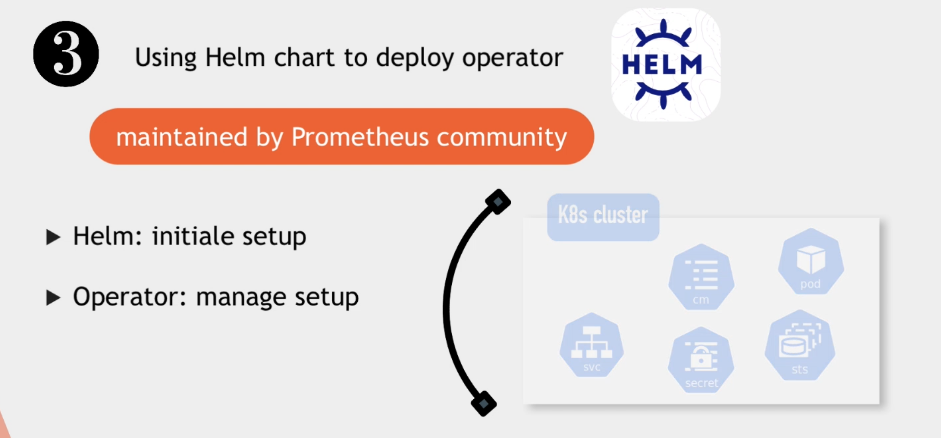 3
Using Helm chart to deploy operator
HELM
maintained by Prometheus community
Helm: initiale setup
Operator: manage setup
K8s cluster
cm
pod
svc
secret
sts